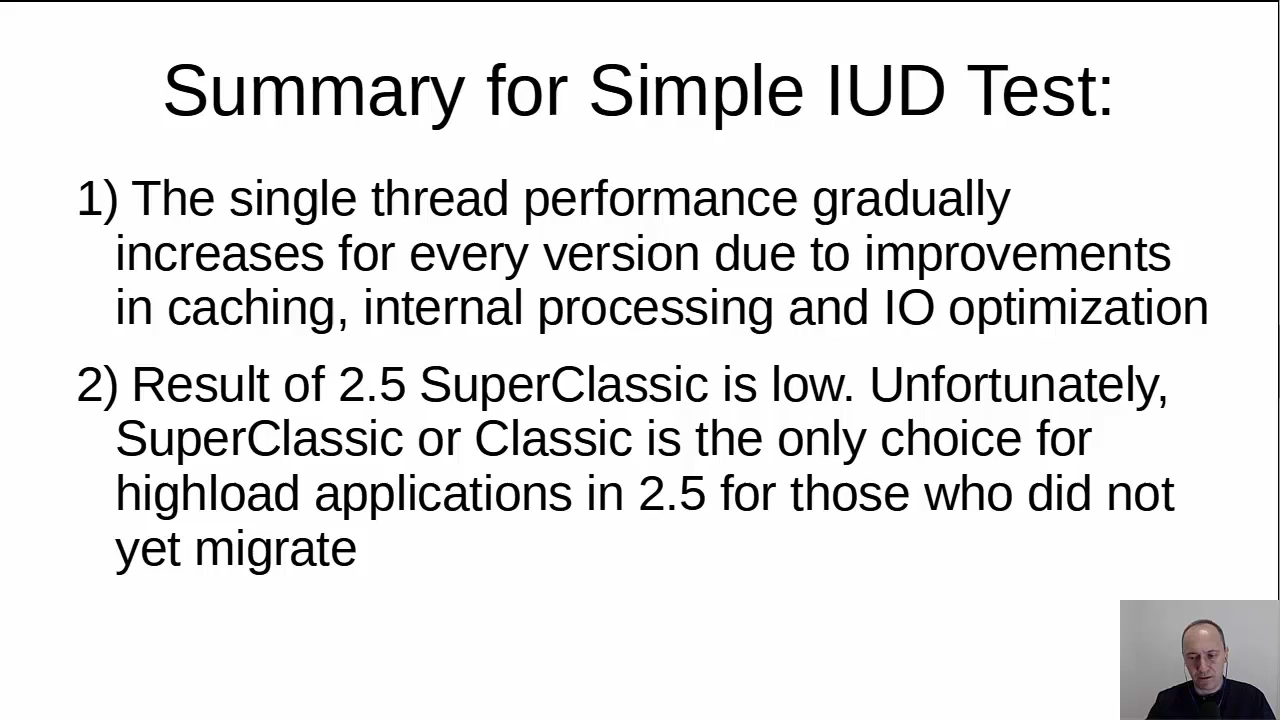 Summary for Simple IUD Test:
1) The single thread performance gradually
increases for every version due to improvements
in caching, internal processing and IO optimization
2) Result of 2.5 SuperClassic is low. Unfortunately,
SuperClassic or Classic is the only choice for
highload applications in 2.5 for those who did not
yet migrate